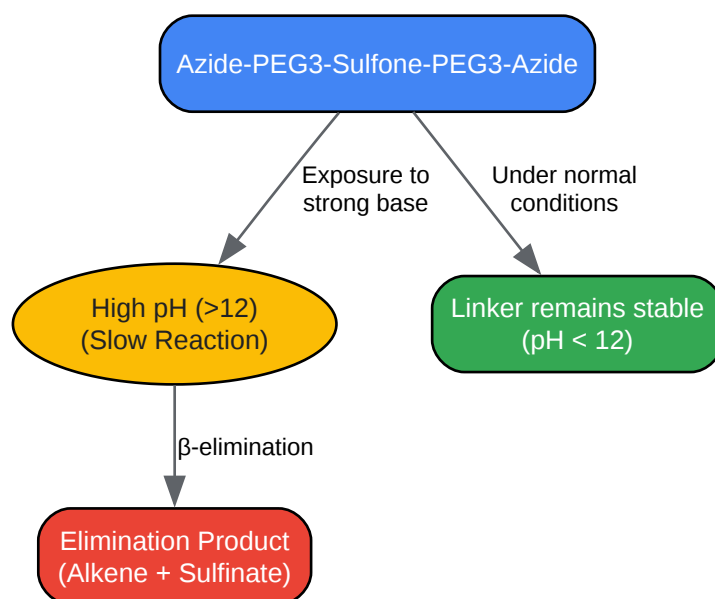 Azide-PEG3-Sulfone-PEG3-Azide
Exposure to
strong base
Under normal
conditions
High pH (>12)
(Slow Reaction)
Linker remains stable
(pH < 12)
β-elimination
Elimination Product
(Alkene + Sulfinate)